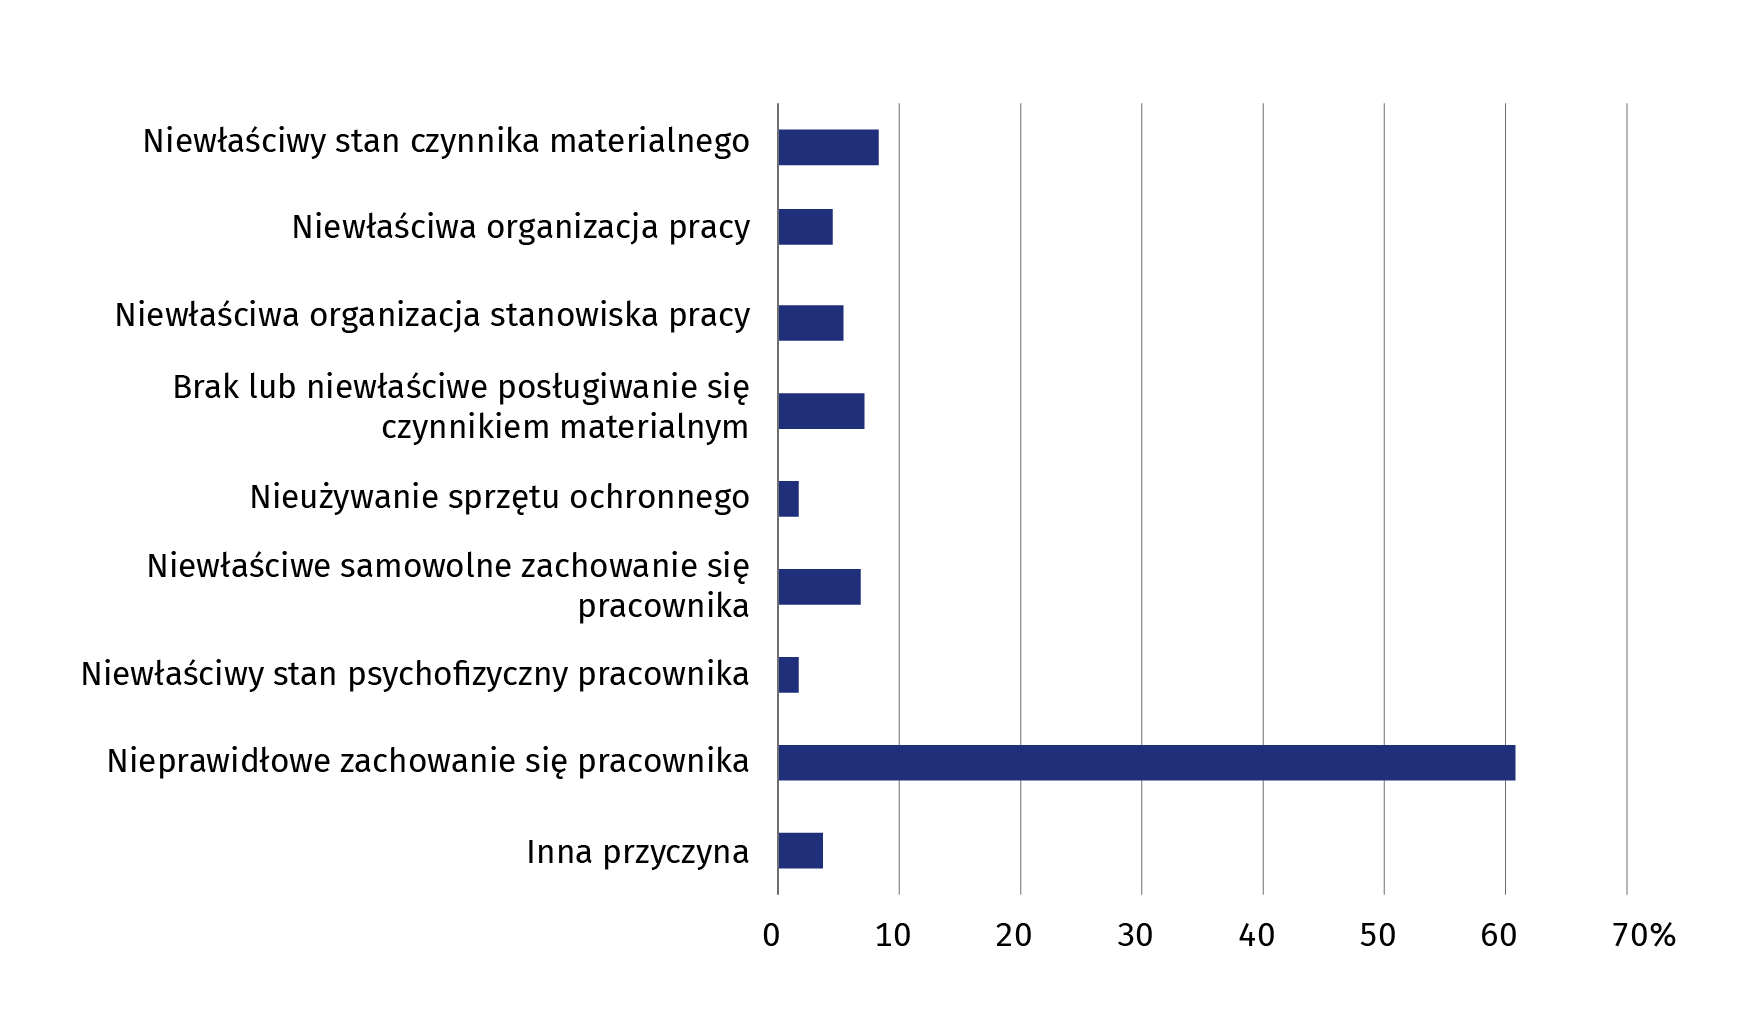 Niewłaściwy stan czynnika materialnego
Niewłaściwa organizacja pracy
Niewłaściwa organizacja stanowiska pracy
Brak lub niewłaściwe posługiwanie się
czynnikiem materialnym
Nieużywanie sprzętu ochronnego
Niewłaściwe samowolne zachowanie się
pracownika
Niewłaściwy stan psychofizyczny pracownika
Nieprawidłowe zachowanie się pracownika
Inna przyczyna
0 10 20 30 40 50 60 70%